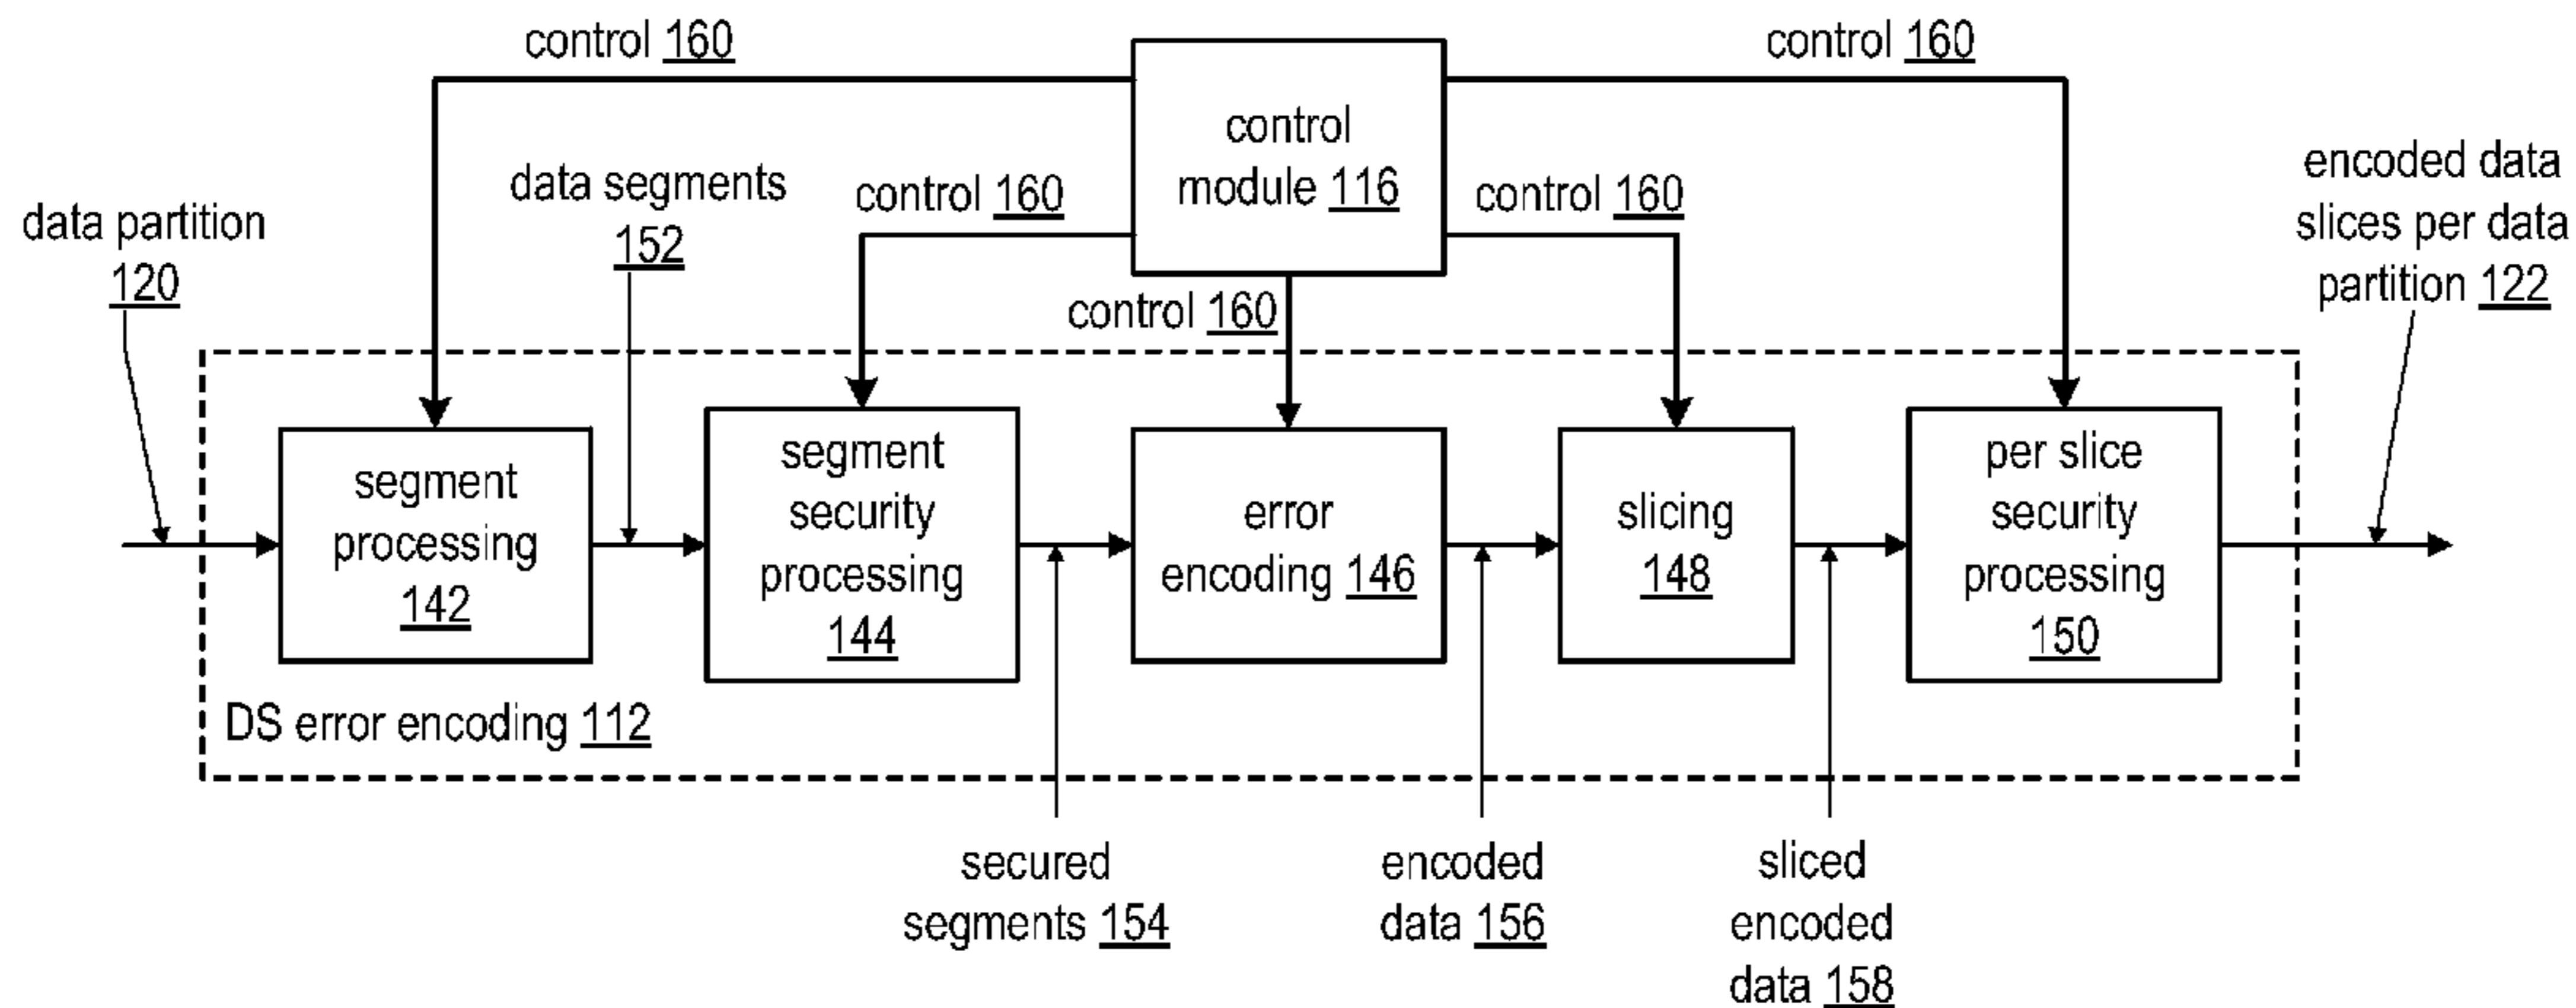 control 160
control 160
control
module 116
data partition
120
data segments
152
control 160
control 160
control 160
encoded data
slices per data
partition 122
segment
processing
142
segment
security
processing
144
error
encoding 146
slicing
148
per slice
security
processing
150
DS error encoding 112
secured
segments 154
encoded
data 156
sliced
encoded
data 158